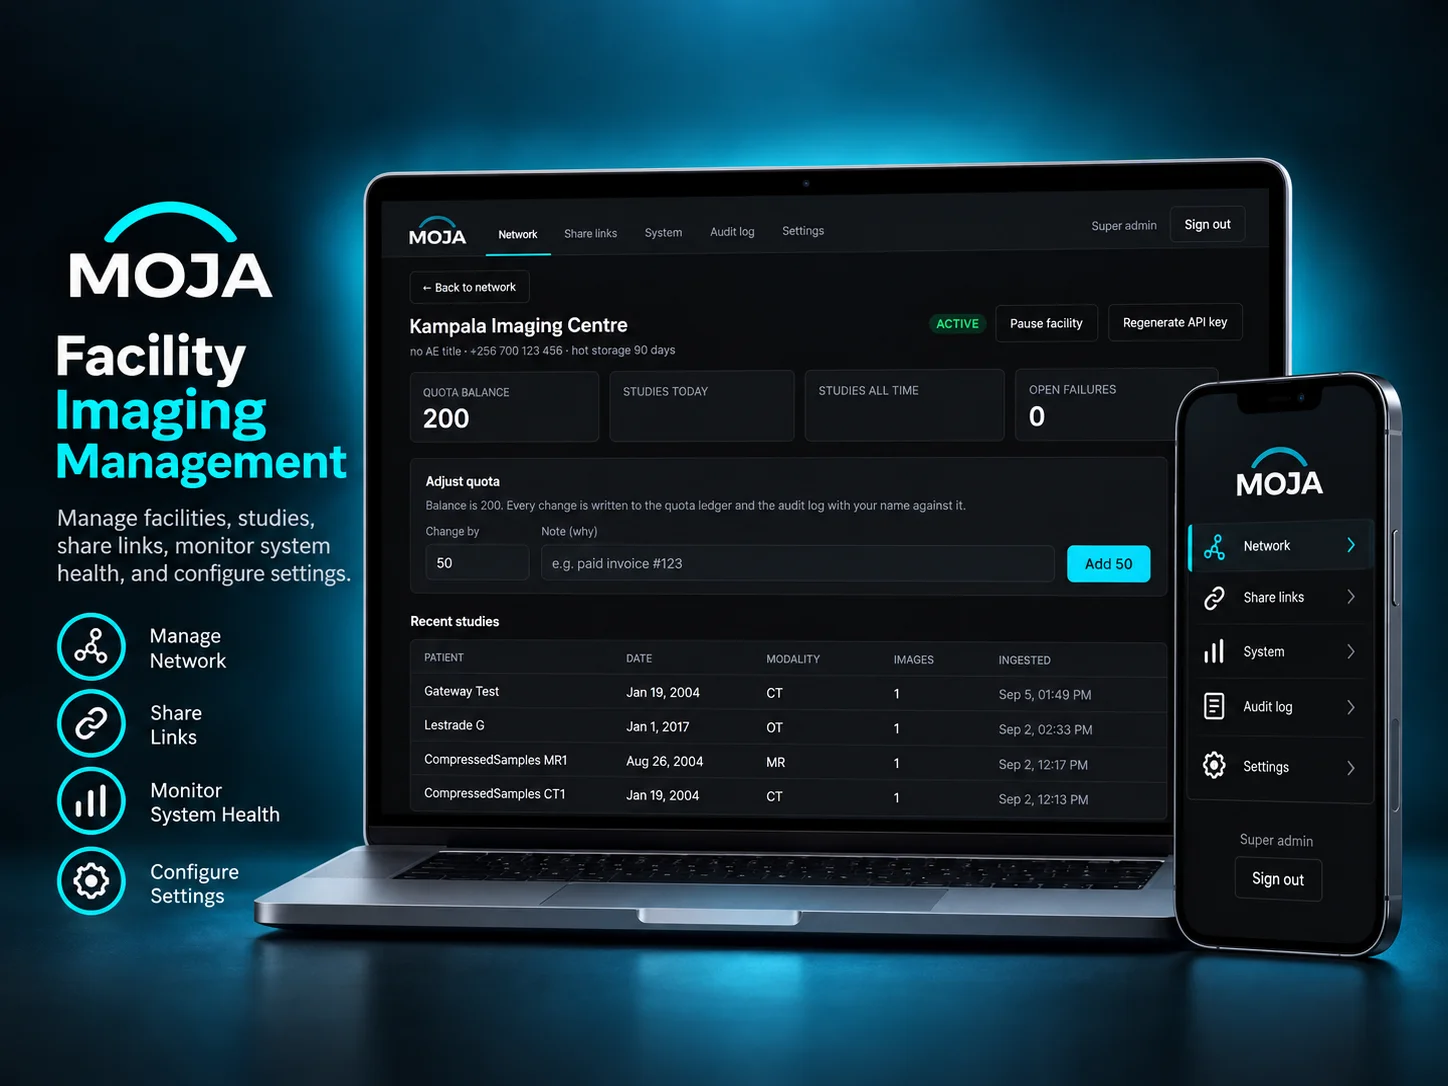 MOJA
Facility
Imaging
Management
Manage facilities, studies,
share links, monitor system
health, and configure settings.
Manage
Network
Share
Links
Monitor
System Health
Configure
Settings
MOJA
Network
Share links
System
Audit log
Settings
Super admin
Sign out
← Back to network
Kampala Imaging Centre
ACTIVE
Pause facility
Regenerate API key
no AE title · +256 700 123 456 · hot storage 90 days
QUOTA BALANCE
200
STUDIES TODAY
STUDIES ALL TIME
OPEN FAILURES
0
Adjust quota
Balance is 200. Every change is written to the quota ledger and the audit log with your name against it.
Change by
Note (why)
50
e.g. paid invoice #123
Add 50
Recent studies
PATIENT DATE MODALITY IMAGES INGESTED
Gateway Test Jan 19, 2004 CT 1 Sep 5, 01:49 PM
Lestrade G Jan 1, 2017 OT 1 Sep 2, 02:33 PM
CompressedSamples MR1 Aug 26, 2004 MR 1 Sep 2, 12:17 PM
CompressedSamples CT1 Jan 19, 2004 CT 1 Sep 2, 12:13 PM
MOJA
Network
Share links
System
Audit log
Settings
Super admin
Sign out